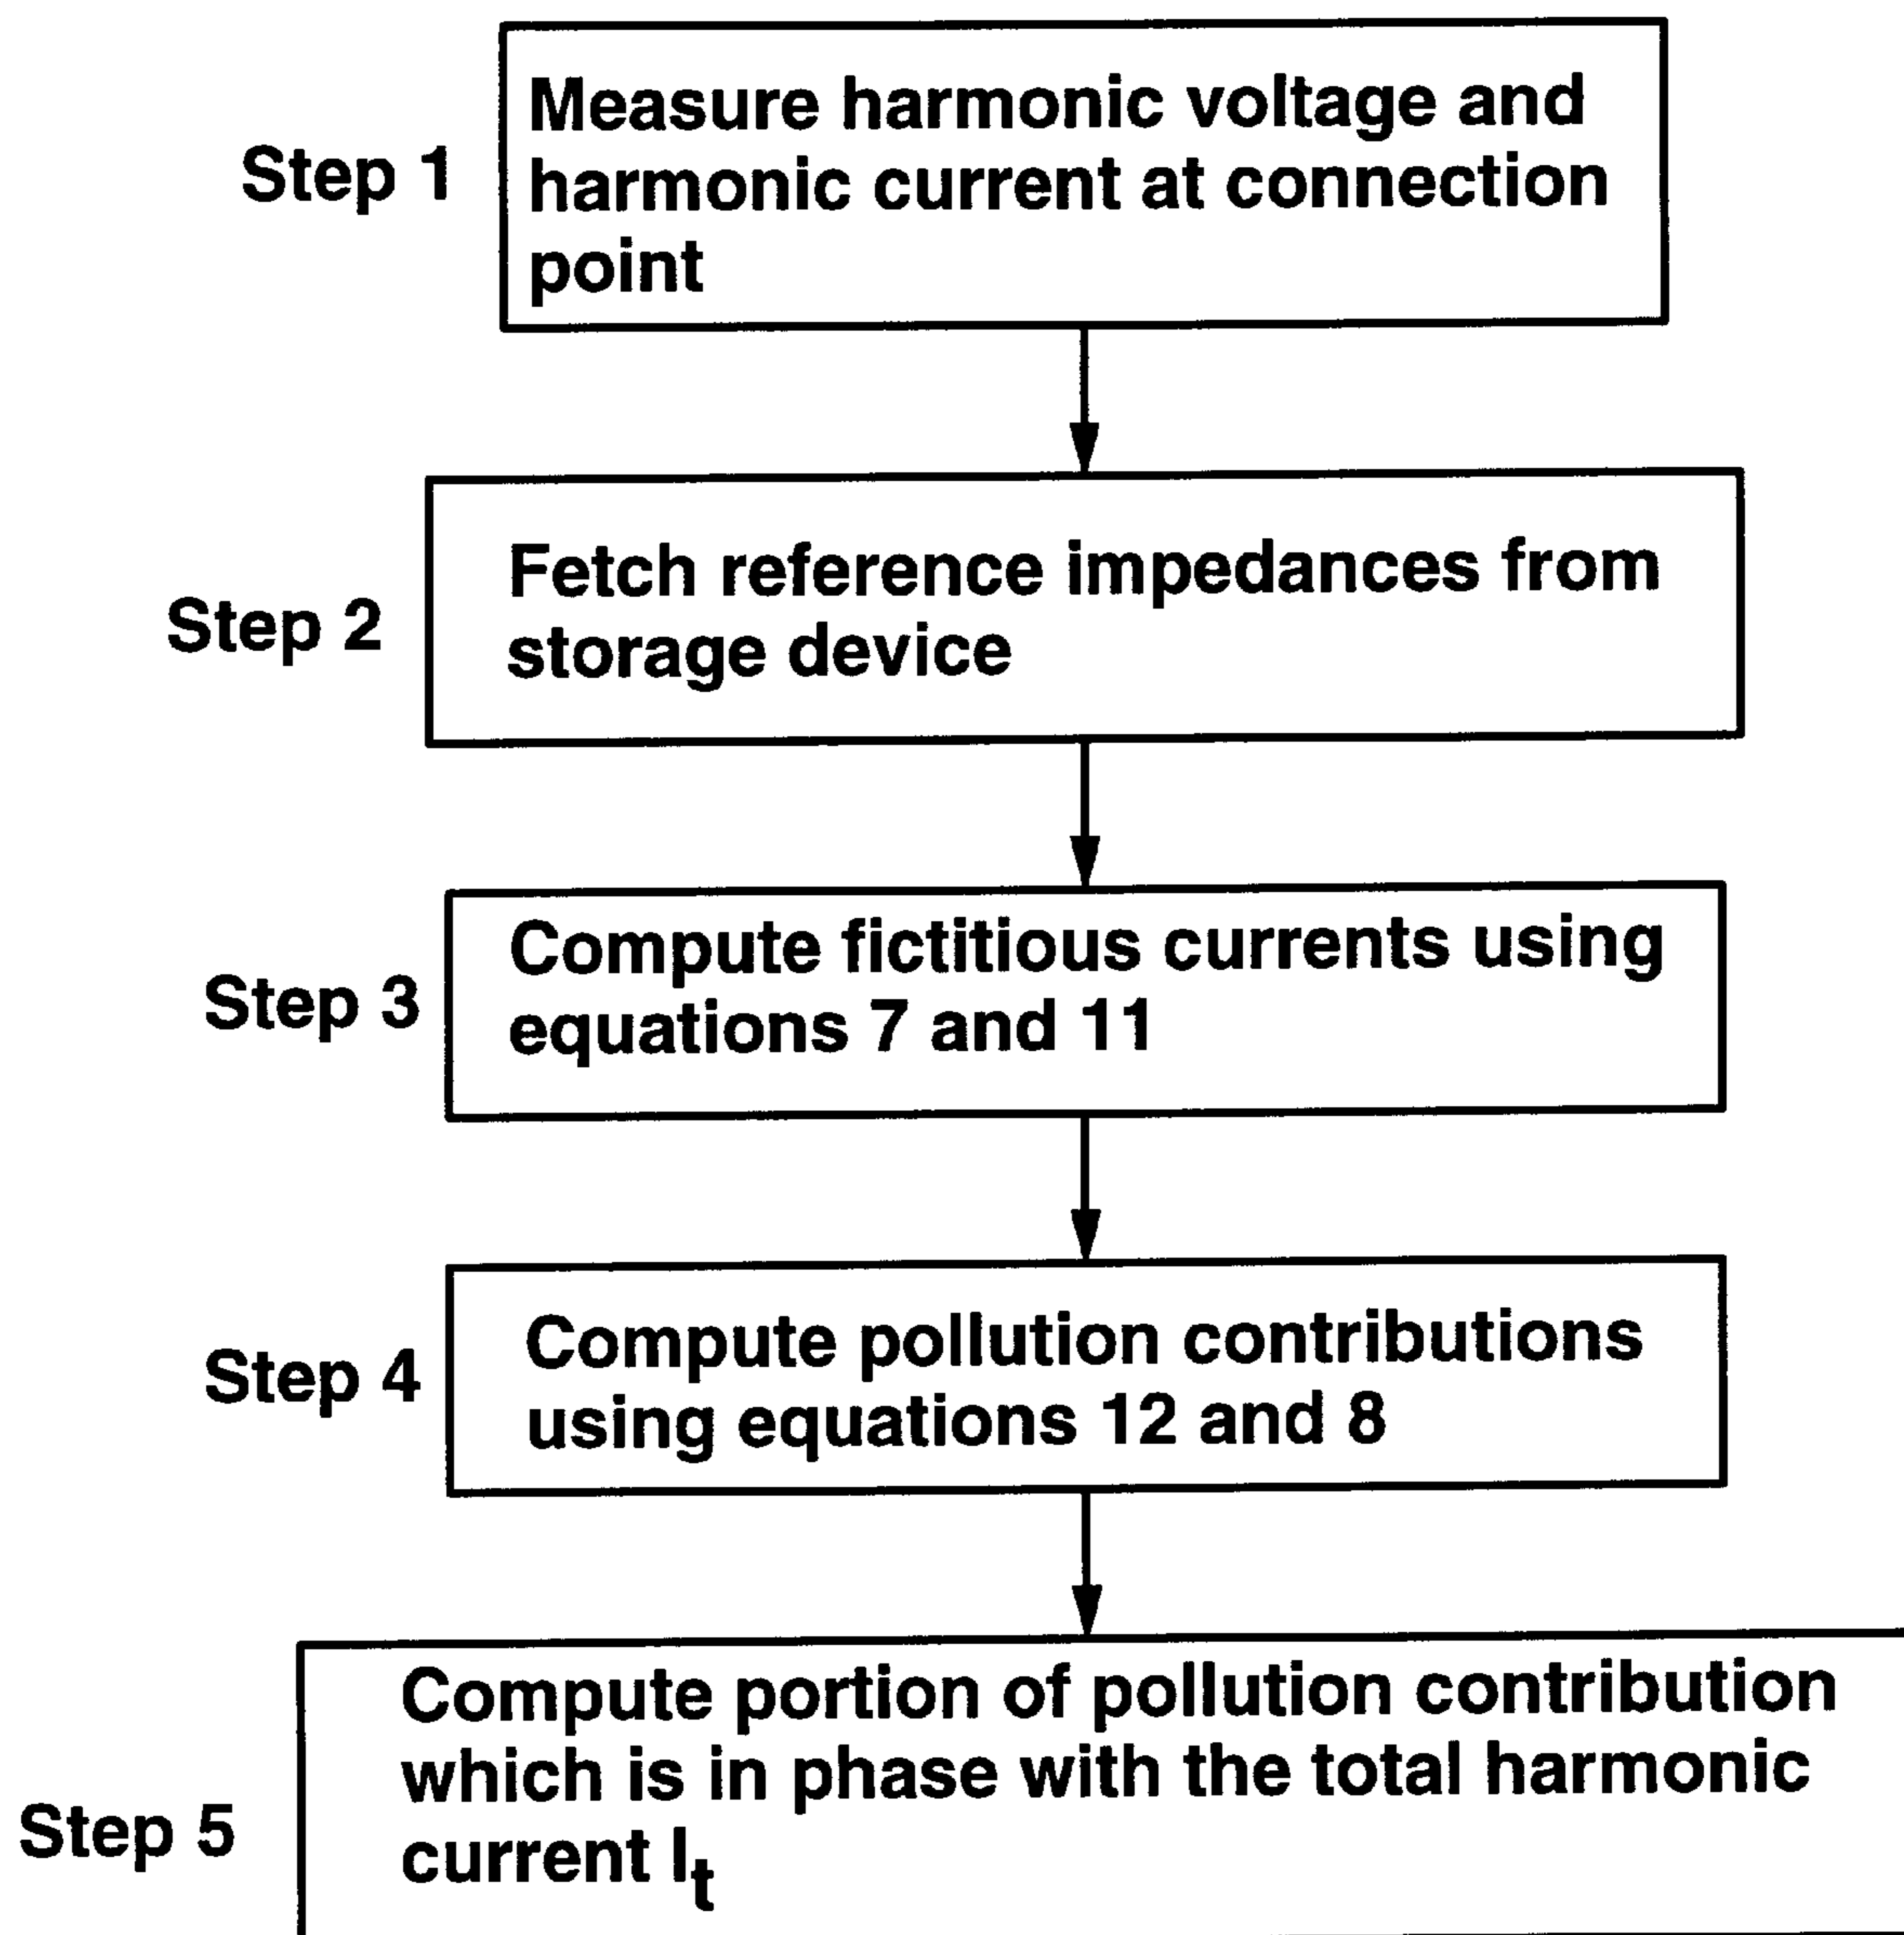 Step 1
Measure harmonic voltage and
harmonic current at connection
point
Step 2
Fetch reference impedances from
storage device
Step 3
Compute fictitious currents using
equations 7 and 11
Step 4
Compute pollution contributions
using equations 12 and 8
Step 5
Compute portion of pollution contribution
which is in phase with the total harmonic
current It